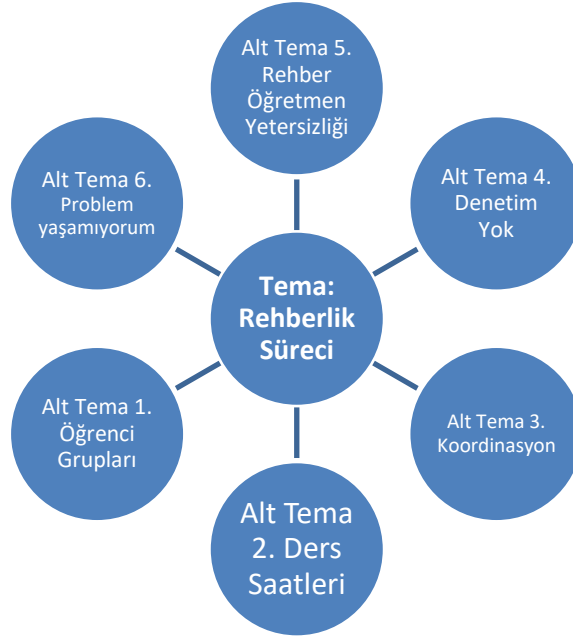 Alt Tema 5.
Rehber
Öğretmen
Yetersizliği
Alt Tema 6.
Problem
yaşamıyorum
Alt Tema 4.
Denetim
Yok
Tema:
Rehberlik
Süreci
Alt Tema 1.
Öğrenci
Grupları
Alt Tema 3.
Koordinasyon
Alt Tema
2. Ders
Saatleri